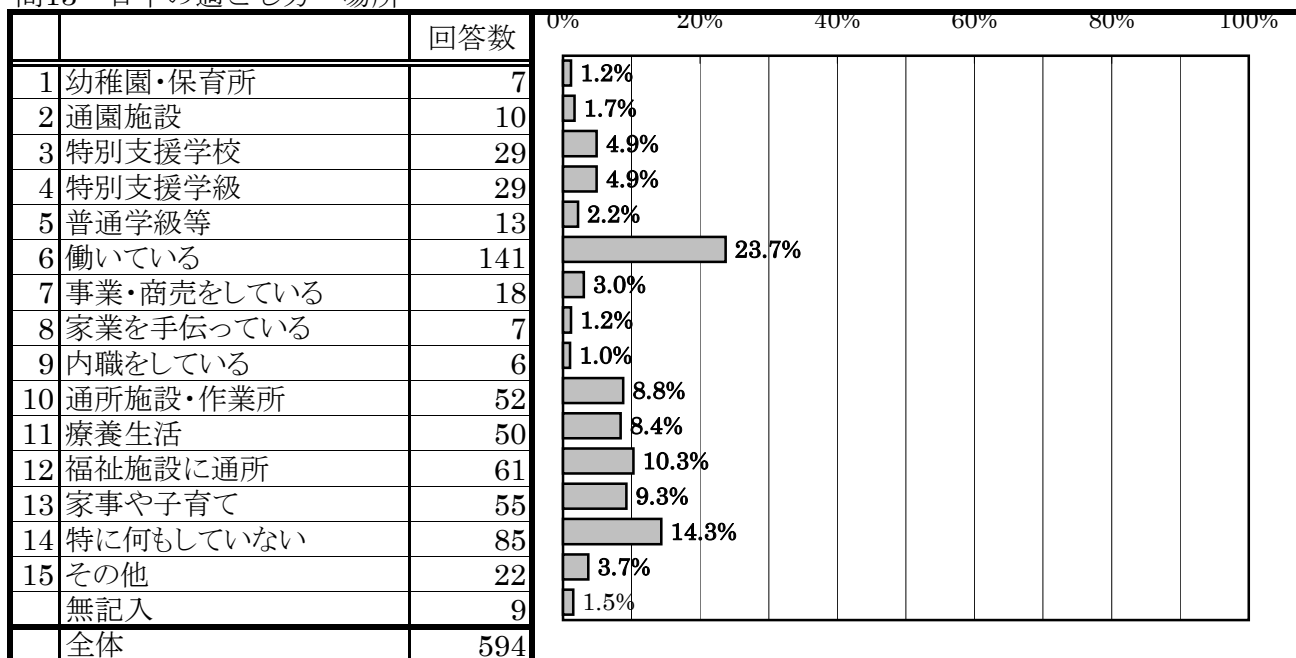 0% 20% 40% 60% 80% 100%
回答数
1 幼稚園・保育所 7 1.2%
2 通園施設 10 1.7%
3 特別支援学校 29 4.9%
4 特別支援学級 29 4.9%
5 普通学級等 13 2.2%
6 働いている 141 23.7%
7 事業・商売をしている 18 3.0%
8 家業を手伝っている 7 1.2%
9 内職をしている 6 1.0%
10 通所施設・作業所 52 8.8%
11 療養生活 50 8.4%
12 福祉施設に通所 61 10.3%
13 家事や子育て 55 9.3%
14 特に何もしていない 85 14.3%
15 その他 22 3.7%
無記入 9 1.5%
全体 594